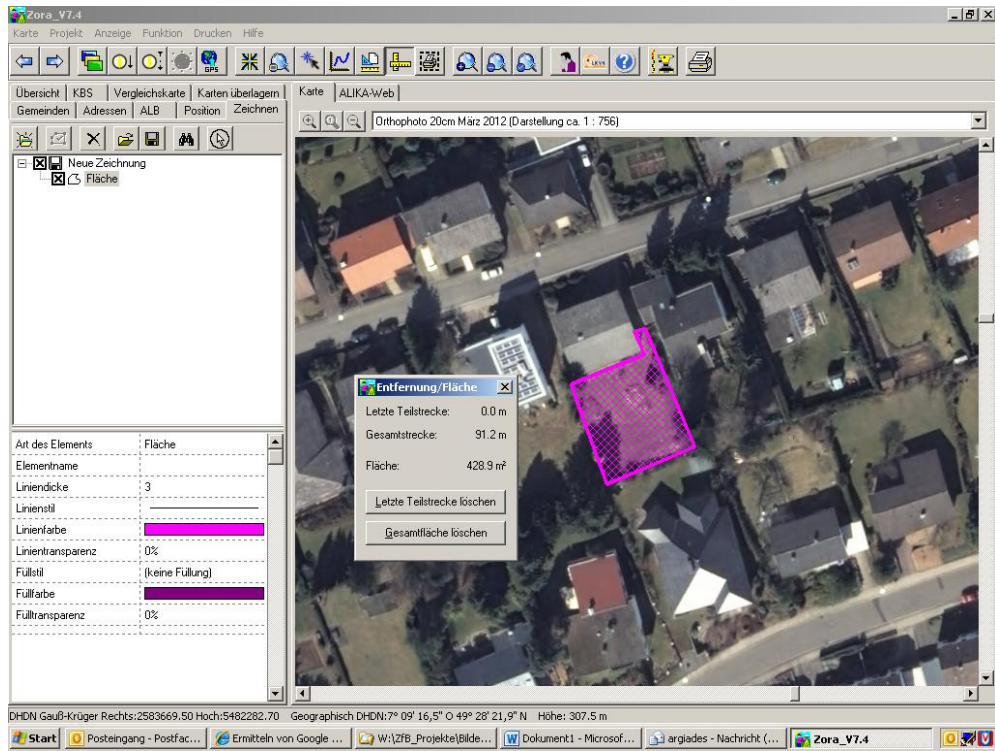 Zora_V7.4
Karte Projekt Anzeige Funktion Drucken Hilfe
GPS
Übersicht KBS Vergleichskarte Karten überlagern
Gemeinden Adressen ALB Position Zeichnen
Neue Zeichnung
Fläche
Art des Elements Fläche
Elementname
Liniendicke 3
Linienstil
Linienfarbe
Linientransparenz 0%
Füllstil (keine Füllung)
Füllfarbe
Fülltransparenz 0%
Karte ALIKA-Web
Orthophoto 20cm März 2012 (Darstellung ca. 1 : 756)
Entfernung/Fläche
Letzte Teilstrecke: 0.0 m
Gesamtstrecke: 91.2 m
Fläche: 428.9 m²
Letzte Teilstrecke löschen
Gesamtfläche löschen
DHDN Gauß-Krüger Rechts:2583669.50 Hoch:5482282.70 Geographisch DHDN:7° 09' 16,5" O 49° 28' 21,9" N Höhe: 307.5 m
Start Posteingang - Postfac... Ermitteln von Google ... W:\ZfB_Projekte\Bilde... Dokument1 - Microsof... argiades - Nachricht (... Zora_V7.4